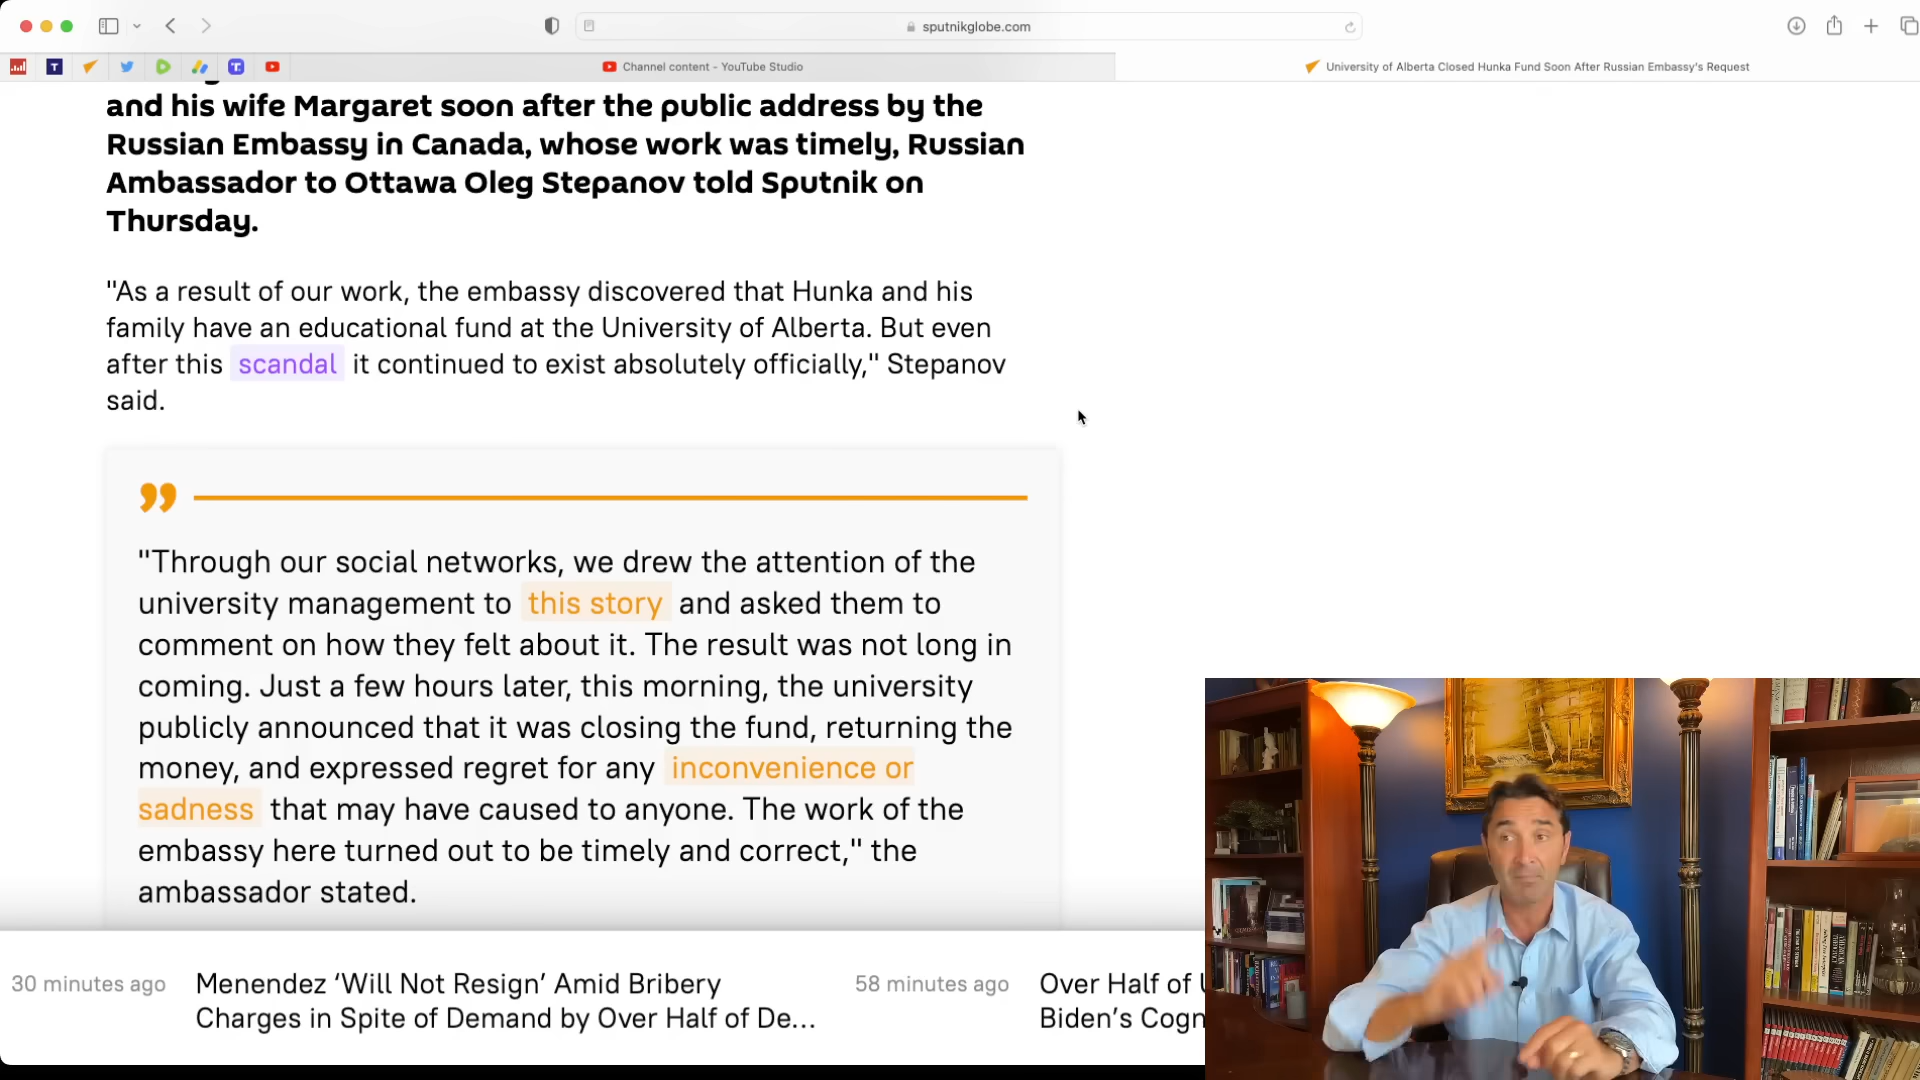 sputnikglobe.com
Channel content - YouTube Studio
University of Alberta Closed Hunka Fund Soon After Russian Embassy's Request
and his wife Margaret soon after the public address by the
Russian Embassy in Canada, whose work was timely, Russian
Ambassador to Ottawa Oleg Stepanov told Sputnik on
Thursday.
"As a result of our work, the embassy discovered that Hunka and his
family have an educational fund at the University of Alberta. But even
after this scandal it continued to exist absolutely officially," Stepanov
said.
"Through our social networks, we drew the attention of the
university management to this story and asked them to
comment on how they felt about it. The result was not long in
coming. Just a few hours later, this morning, the university
publicly announced that it was closing the fund, returning the
money, and expressed regret for any inconvenience or
sadness that may have caused to anyone. The work of the
embassy here turned out to be timely and correct," the
ambassador stated.
30 minutes ago
Menendez ‘Will Not Resign’ Amid Bribery
Charges in Spite of Demand by Over Half of De...
58 minutes ago
Over Half of
Biden’s Cogn